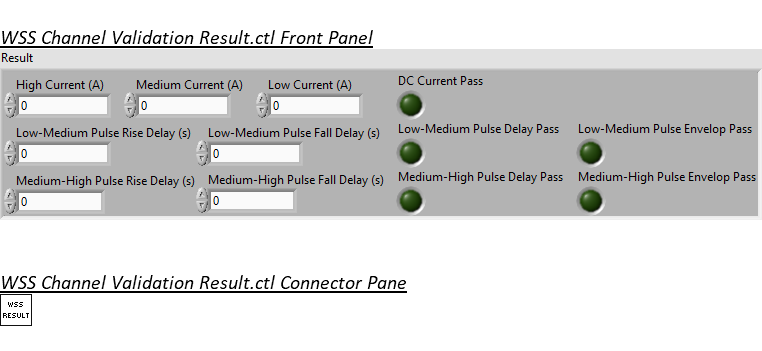 WSS Channel Validation Result.ctl Front Panel
Result
High Current (A) Medium Current (A) Low Current (A) DC Current Pass
0 0 0
Low-Medium Pulse Rise Delay (s) Low-Medium Pulse Fall Delay (s) Low-Medium Pulse Delay Pass Low-Medium Pulse Envelop Pass
0 0
Medium-High Pulse Rise Delay (s) Medium-High Pulse Fall Delay (s) Medium-High Pulse Delay Pass Medium-High Pulse Envelop Pass
0 0
WSS Channel Validation Result.ctl Connector Pane
WSS
RESULT